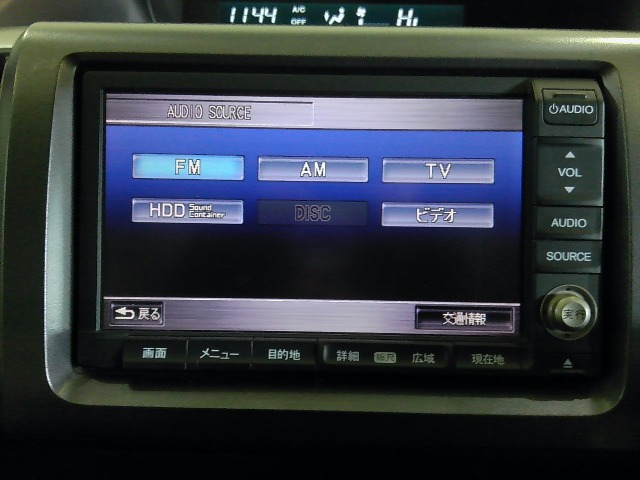 1144 A/C OFF Hi
AUDIO SOURCE
FM AM TV
HDD Sound Container DISC ビデオ
戻る 交通情報
画面 メニュー 目的地 詳細 縮尺 広域 現在地
AUDIO
VOL
AUDIO
SOURCE
実行